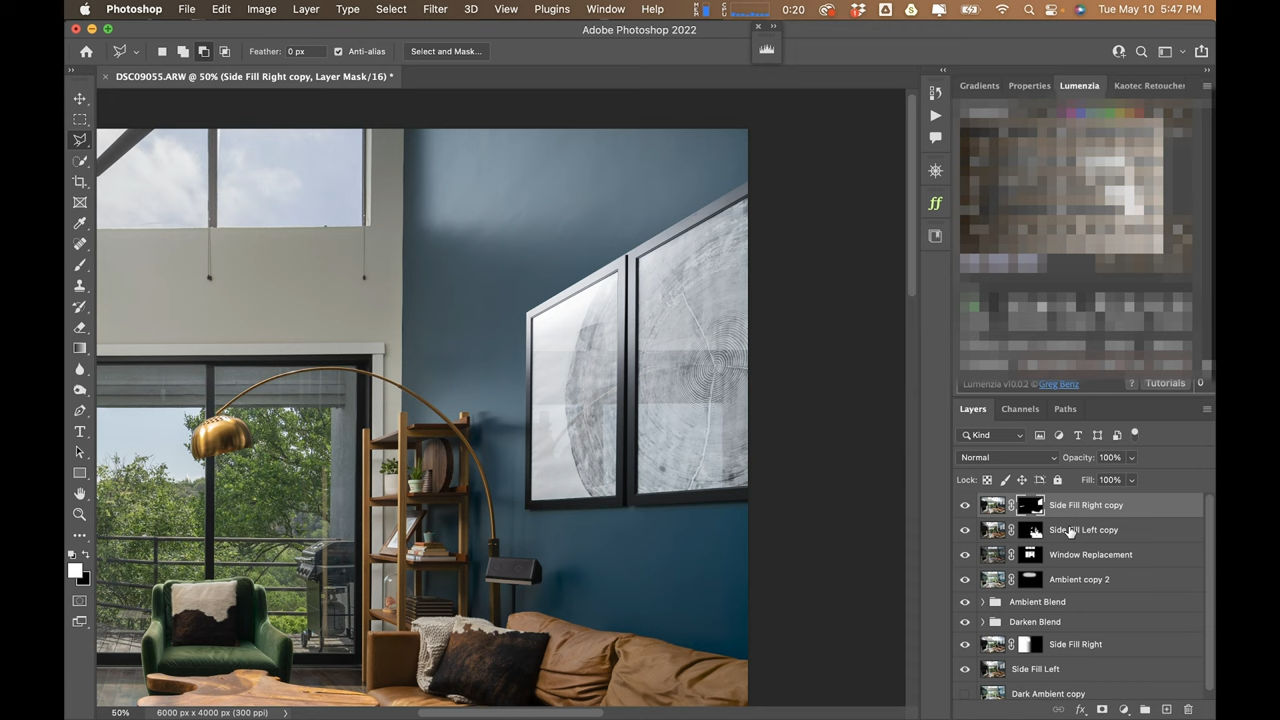 Photoshop File Edit Image Layer Type Select Filter 3D View Plugins Window Help 0:20 Tue May 10 5:47 PM
Adobe Photoshop 2022
Feather: 0 px Anti-alias Select and Mask...
DSC09055.ARW @ 50% (Side Fill Right copy, Layer Mask/16) *
Gradients Properties Lumenzia Kaotec Retoucher
Lumenzia v10.0.2 © Greg Benz ? Tutorials 0
Layers Channels Paths
Kind
Normal Opacity: 100%
Lock: Fill: 100%
Side Fill Right copy
Side Fill Left copy
Window Replacement
Ambient copy 2
Ambient Blend
Darken Blend
Side Fill Right
Side Fill Left
Dark Ambient copy
50% 6000 px x 4000 px (300 ppi)